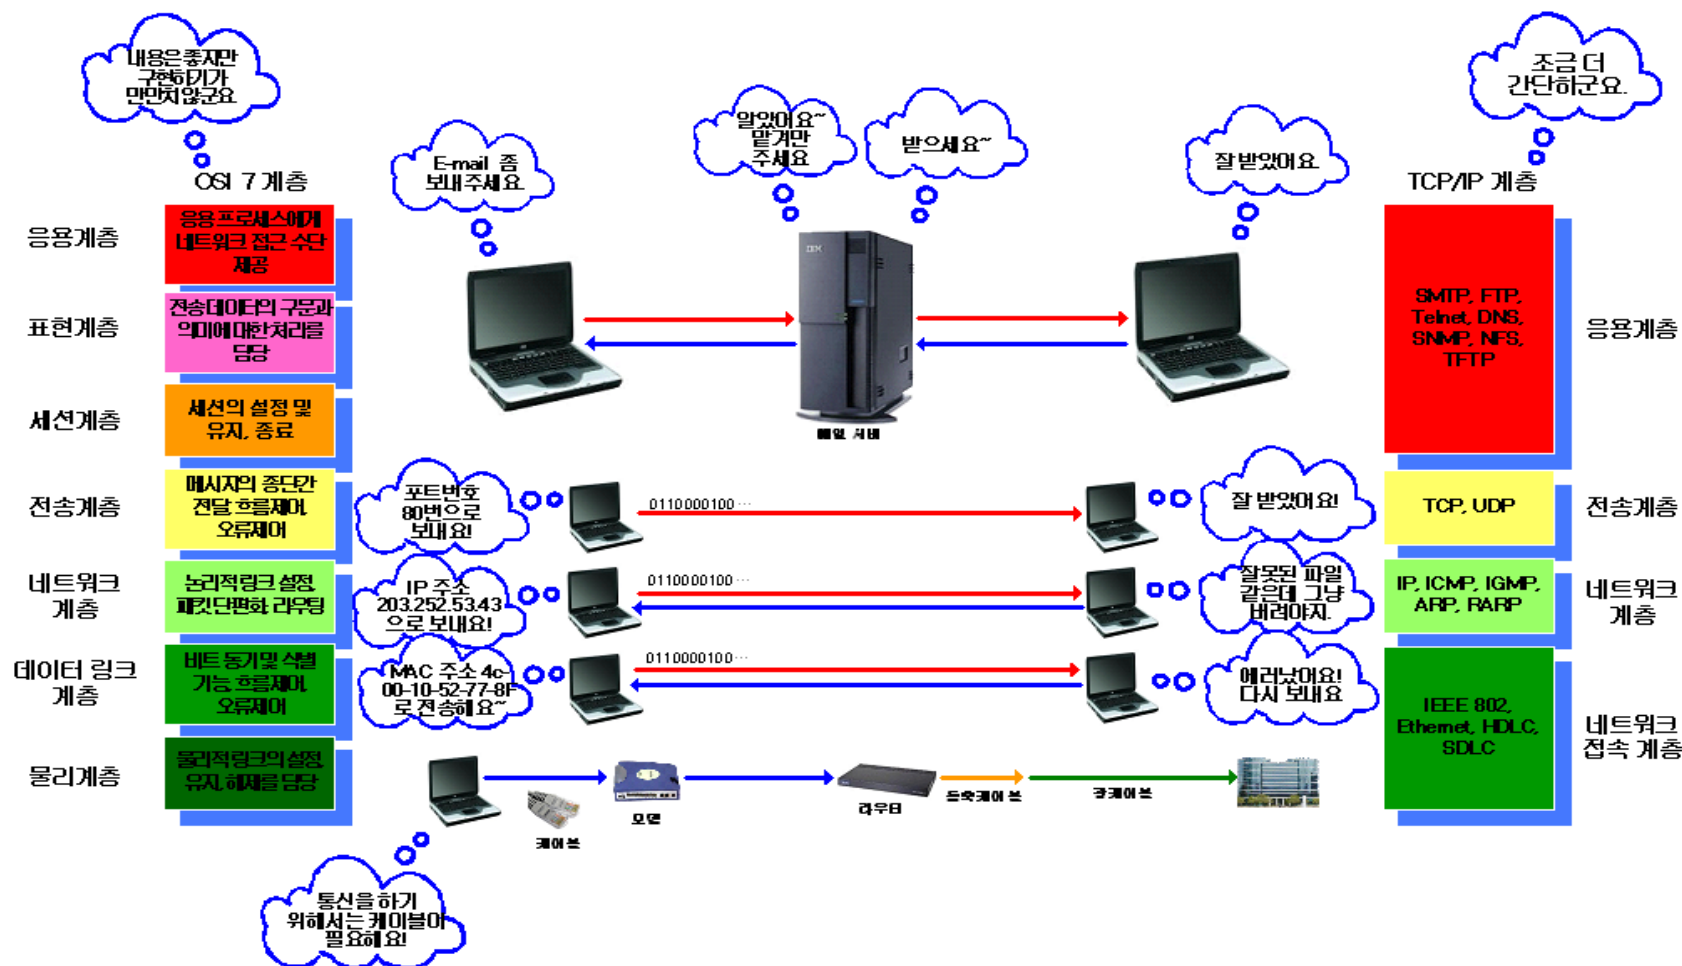 내용은좋지만
구현하기가
만만치않군요
조금 더
간단하군요.
알았어요~
맡겨만
주세요
받으세요~
E-mail 좀
보내주세요
잘 받았어요
OSI 7 계층
TCP/IP 계층
응용계층
응용 프로세스에게
네트워크 접근 수단
제공
표현계층
전송데이터의 구문과
의미에 대한 처리를
담당
세션계층
세션의 설정 및
유지, 종료
IBM
메일 서버
SMTP, FTP,
Telnet, DNS,
SNMP, NFS,
TFTP
응용계층
전송계층
메시지의 종단간
전달, 흐름제어,
오류제어
포트번호
80번으로
보내요!
0110000100…
잘 받았어요!
TCP, UDP
전송계층
네트워크
계층
논리적링크 설정,
패킷단편화, 라우팅
IP 주소
203.252.53.43
으로 보내요!
0110000100…
잘못된 파일
같은데 그냥
버려야지.
IP, ICMP, IGMP,
ARP, RARP
네트워크
계층
데이터 링크
계층
비트 동기 및 식별
기능, 흐름제어,
오류제어
MAC 주소 4c-
00-10-52-77-8F
로 전송해요~
0110000100…
에러났어요!
다시 보내요
IEEE 802,
Ethernet, HDLC,
SDLC
네트워크
접속 계층
물리계층
물리적링크의 설정,
유지, 해제를 담당
케이블
모뎀
라우터
동축케이블
광케이블
통신을 하기
위해서는 케이블이
필요해요!